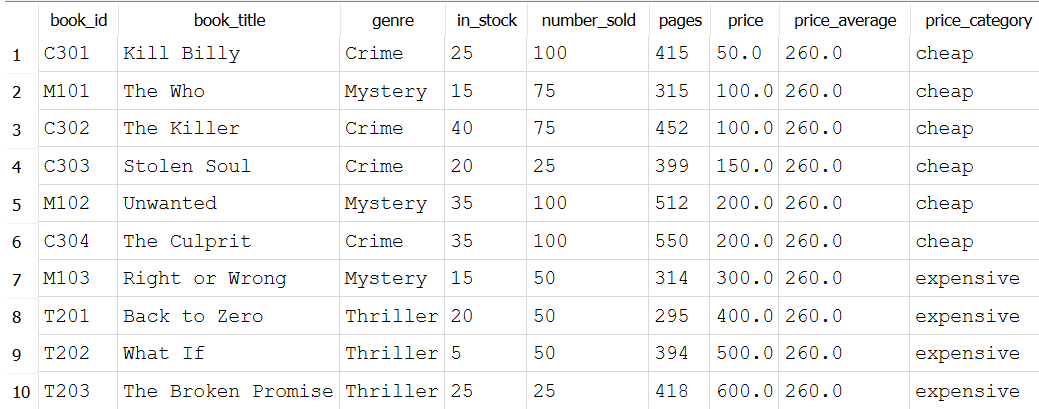 book_id book_title genre in_stock number_sold pages price price_average price_category
1 C301 Kill Billy Crime 25 100 415 50.0 260.0 cheap
2 M101 The Who Mystery 15 75 315 100.0 260.0 cheap
3 C302 The Killer Crime 40 75 452 100.0 260.0 cheap
4 C303 Stolen Soul Crime 20 25 399 150.0 260.0 cheap
5 M102 Unwanted Mystery 35 100 512 200.0 260.0 cheap
6 C304 The Culprit Crime 35 100 550 200.0 260.0 cheap
7 M103 Right or Wrong Mystery 15 50 314 300.0 260.0 expensive
8 T201 Back to Zero Thriller 20 50 295 400.0 260.0 expensive
9 T202 What If Thriller 5 50 394 500.0 260.0 expensive
10 T203 The Broken Promise Thriller 25 25 418 600.0 260.0 expensive